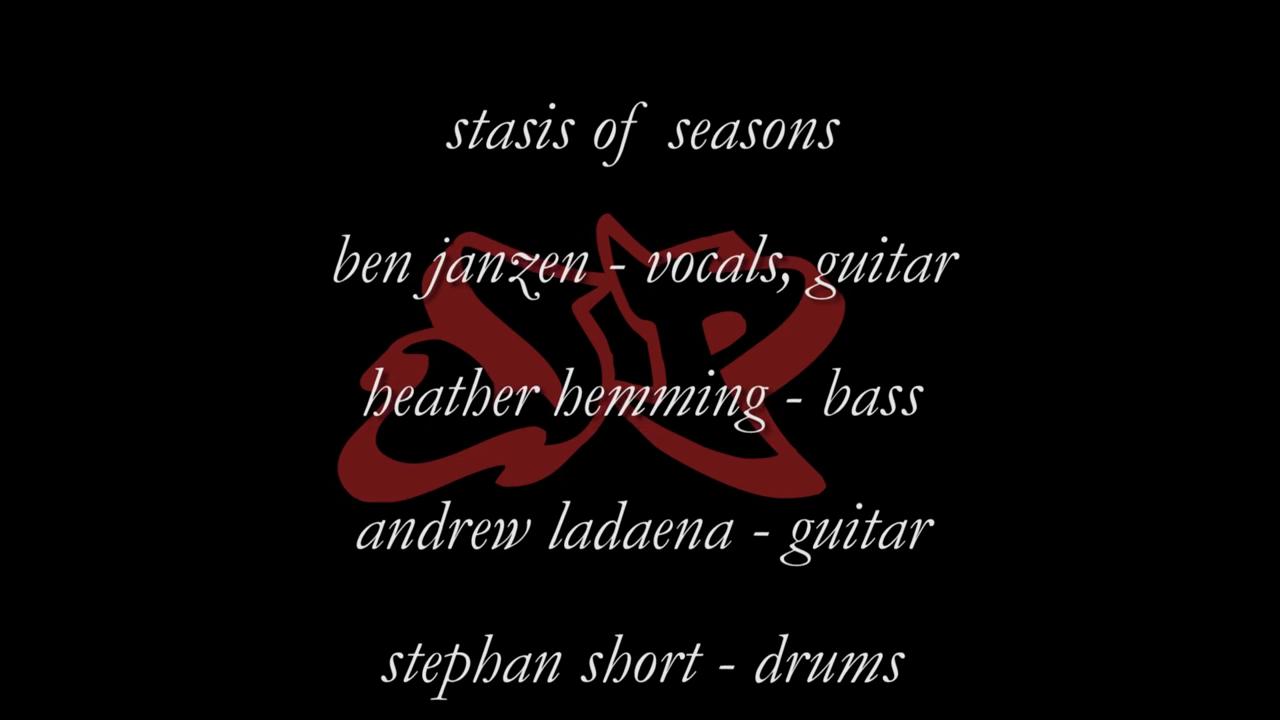 stasis of seasons
ben janzen - vocals, guitar
heather hemming - bass
andrew ladaena - guitar
stephan short - drums